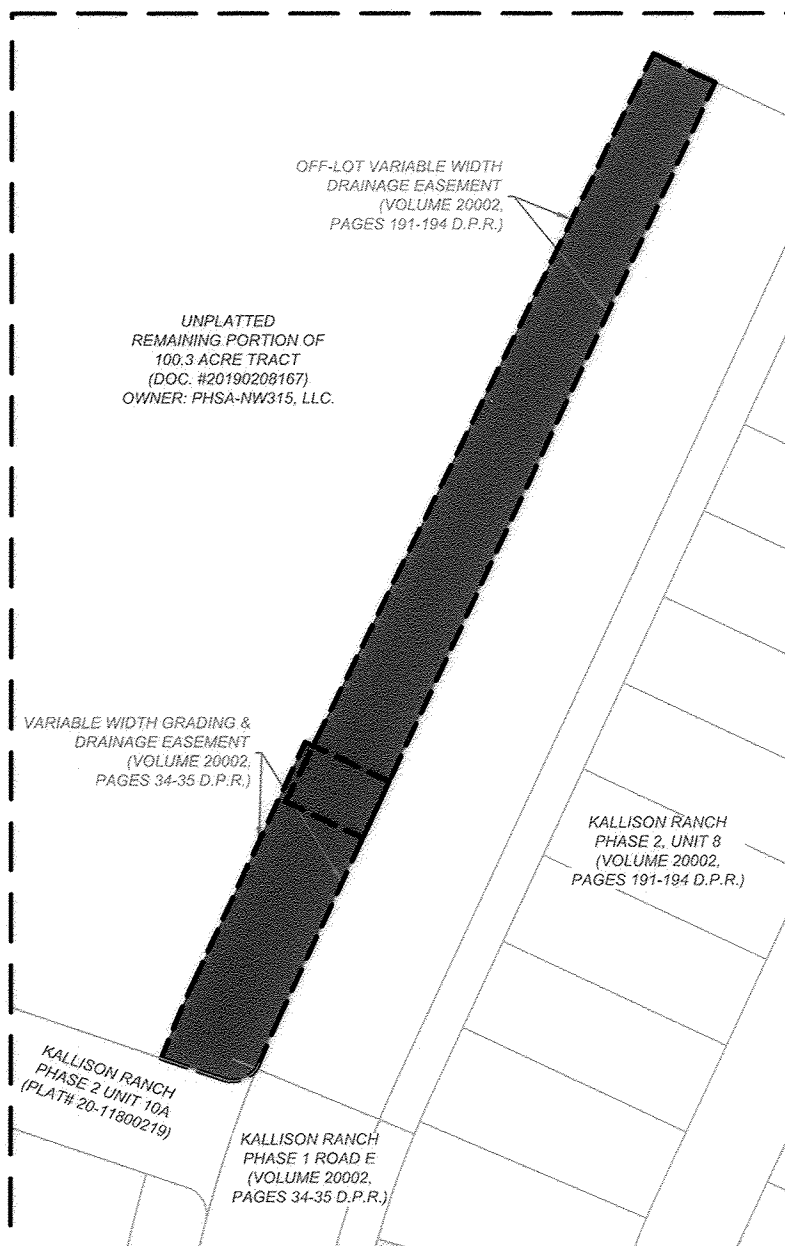 OFF-LOT VARIABLE WIDTH
DRAINAGE EASEMENT
(VOLUME 20002,
PAGES 191-194 D.P.R.)
UNPLATTED
REMAINING PORTION OF
100.3 ACRE TRACT
(DOC. #20190208167)
OWNER: PHSA-NW315, LLC.
VARIABLE WIDTH GRADING &
DRAINAGE EASEMENT
(VOLUME 20002,
PAGES 34-35 D.P.R.)
KALLISON RANCH
PHASE 2, UNIT 8
(VOLUME 20002,
PAGES 191-194 D.P.R.)
KALLISON RANCH
PHASE 2 UNIT 10A
(PLAT# 20-11800219)
KALLISON RANCH
PHASE 1 ROAD E
(VOLUME 20002,
PAGES 34-35 D.P.R.)